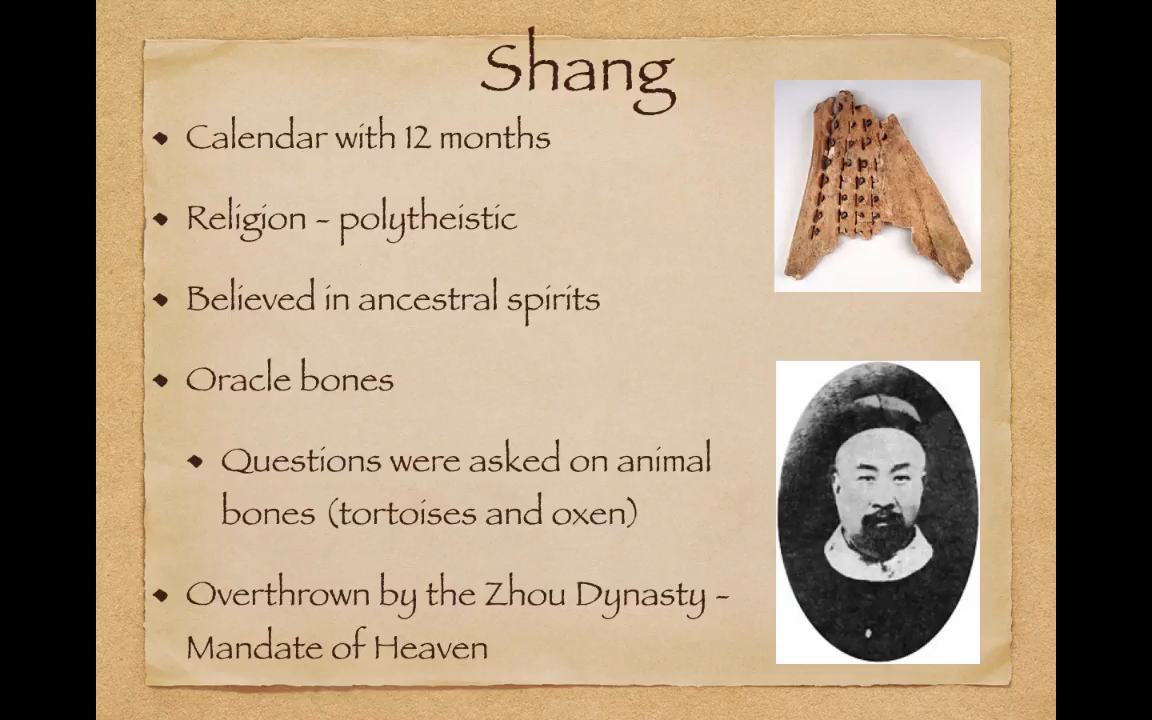 Shang
• Calendar with 12 months
• Religion - polytheistic
• Believed in ancestral spirits
• Oracle bones
• Questions were asked on animal
bones (tortoises and oxen)
• Overthrown by the Zhou Dynasty -
Mandate of Heaven